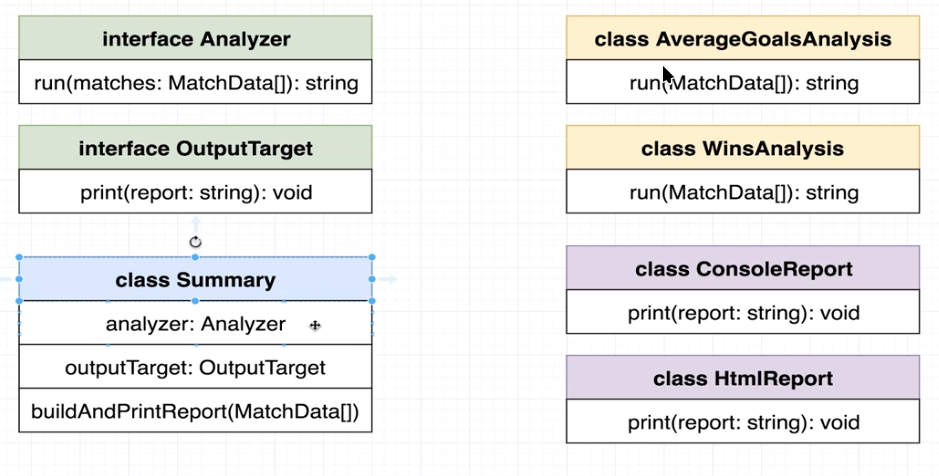 interface Analyzer
run(matches: MatchData[]): string
interface OutputTarget
print(report: string): void
class Summary
analyzer: Analyzer
outputTarget: OutputTarget
buildAndPrintReport(MatchData[])
class AverageGoalsAnalysis
run(MatchData[]): string
class WinsAnalysis
run(MatchData[]): string
class ConsoleReport
print(report: string): void
class HtmlReport
print(report: string): void